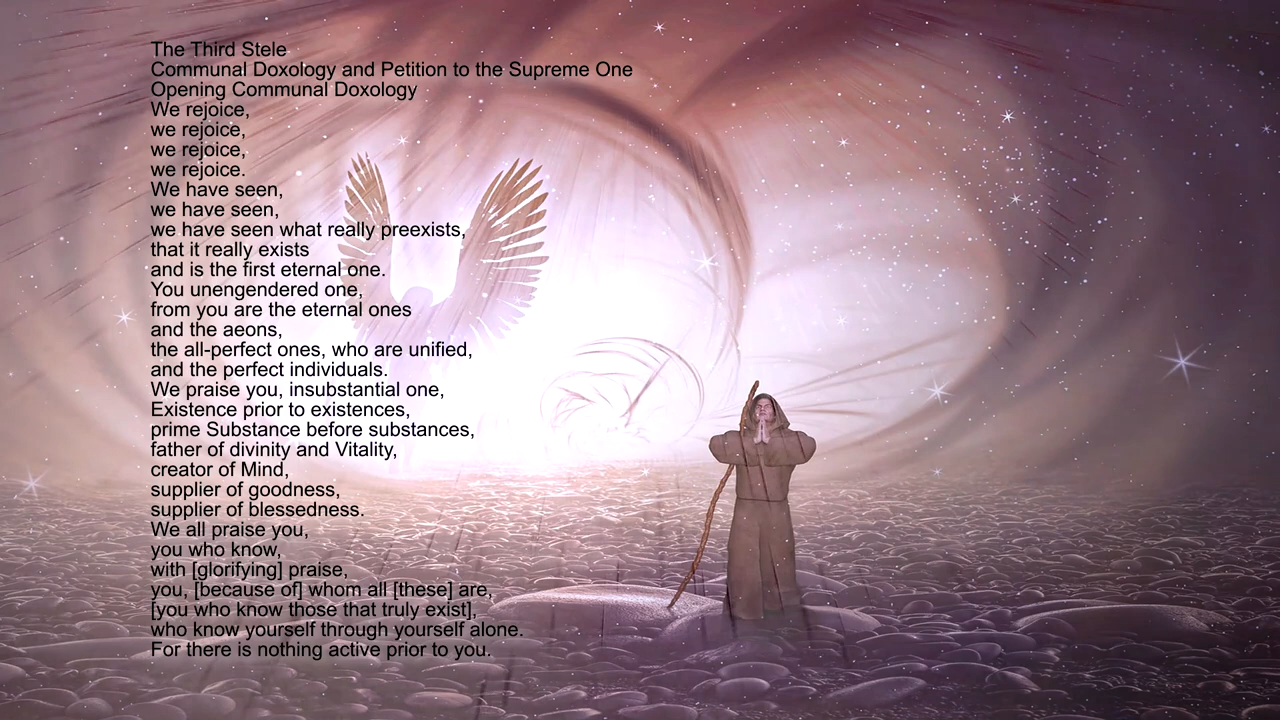 The Third Stele
Communal Doxology and Petition to the Supreme One
Opening Communal Doxology
We rejoice,
we rejoice,
we rejoice,
we rejoice.
We have seen,
we have seen,
we have seen what really preexists,
that it really exists
and is the first eternal one.
You unengendered one,
from you are the eternal ones
and the aeons,
the all-perfect ones, who are unified,
and the perfect individuals.
We praise you, insubstantial one,
Existence prior to existences,
prime Substance before substances,
father of divinity and Vitality,
creator of Mind,
supplier of goodness,
supplier of blessedness.
We all praise you,
you who know,
with [glorifying] praise,
you, [because of] whom all [these] are,
[you who know those that truly exist],
who know yourself through yourself alone.
For there is nothing active prior to you.